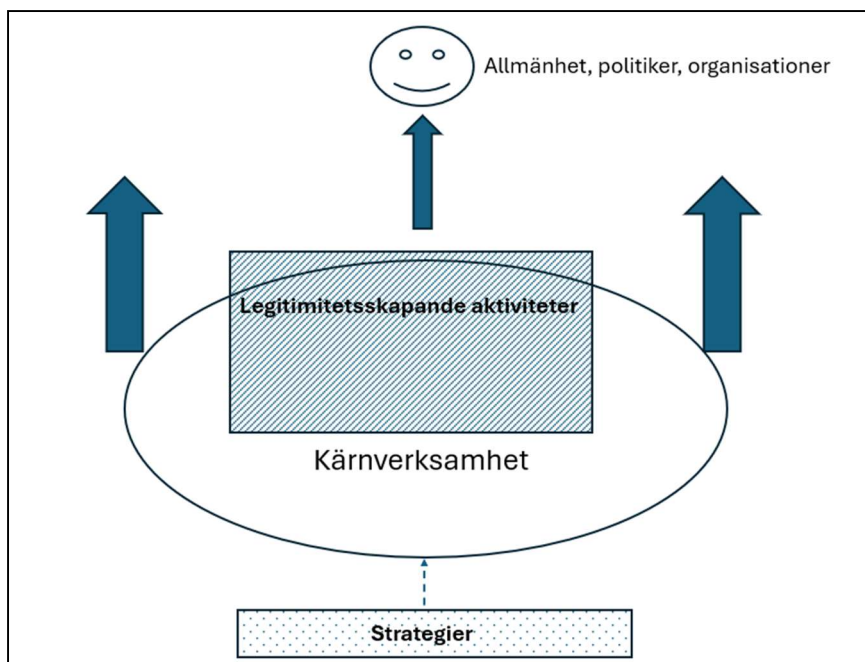 Allmänhet, politiker, organisationer
Legitimitetsskapande aktiviteter
Kärnverksamhet
Strategier